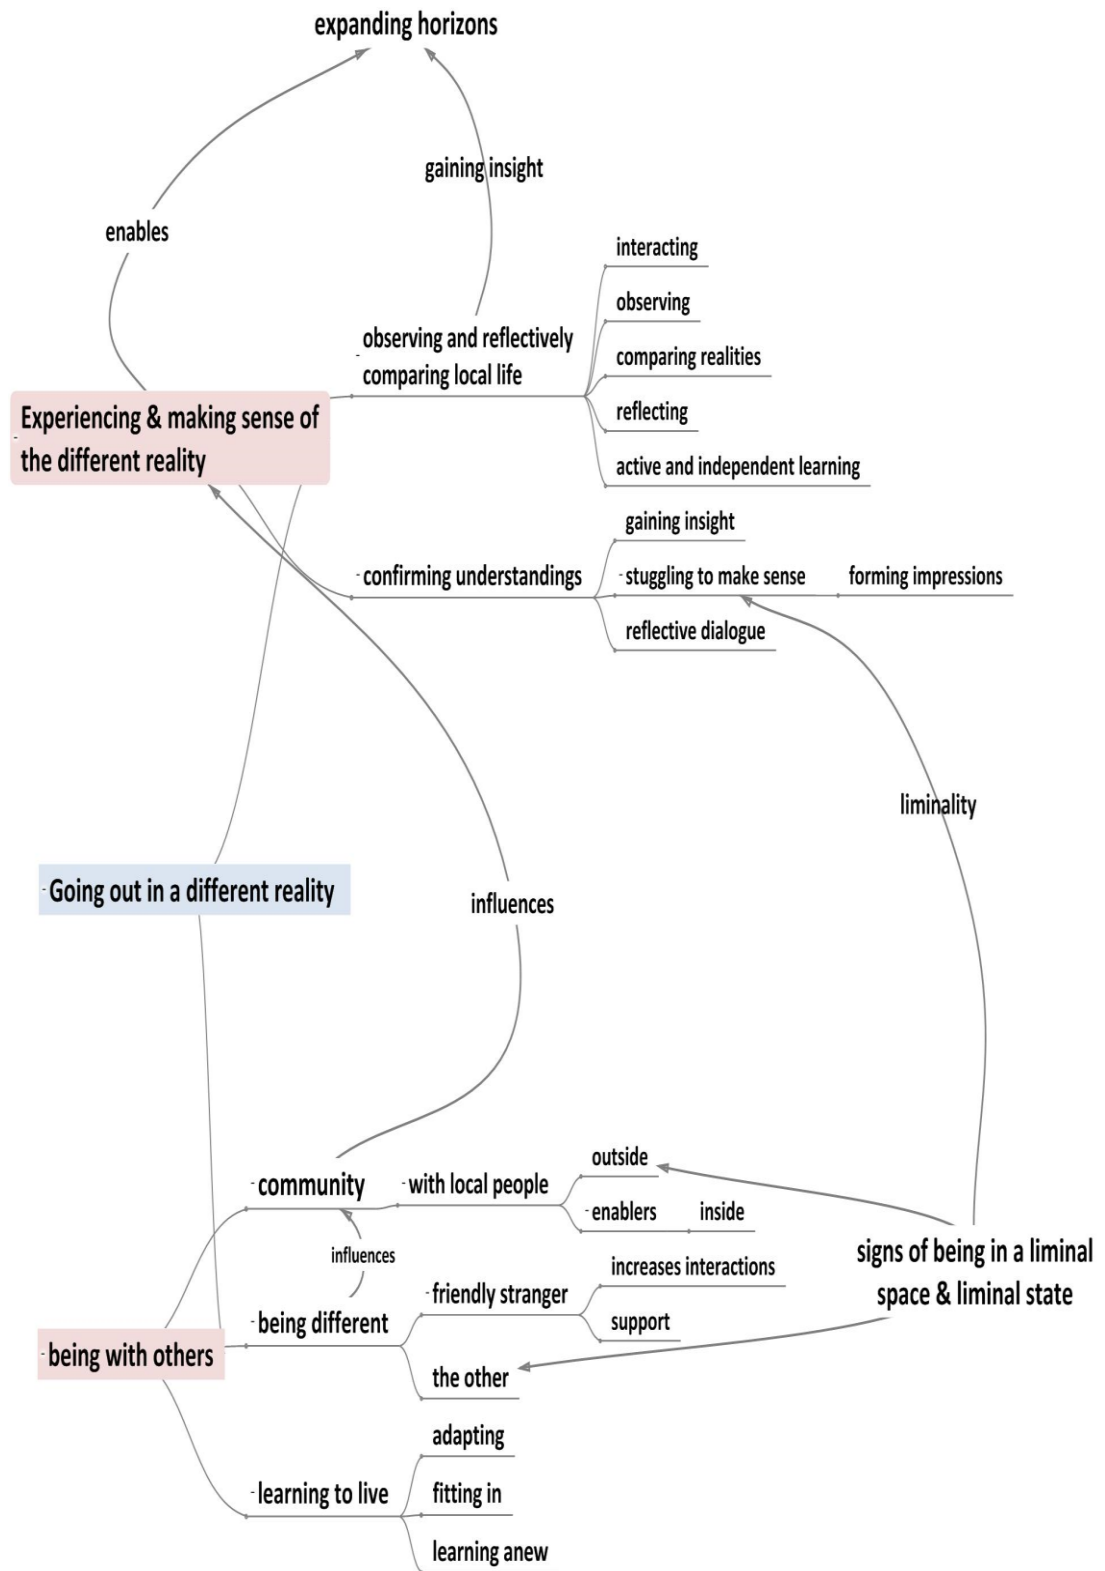 expanding horizons
gaining insight
enables
interacting
observing
observing and reflectively
comparing local life
comparing realities
reflecting
active and independent learning
Experiencing & making sense of
the different reality
gaining insight
confirming understandings
stuggling to make sense
forming impressions
reflective dialogue
liminality
Going out in a different reality
influences
outside
community
with local people
enablers
inside
influences
signs of being in a liminal
space & liminal state
increases interactions
friendly stranger
being different
support
being with others
the other
adapting
learning to live
fitting in
learning anew